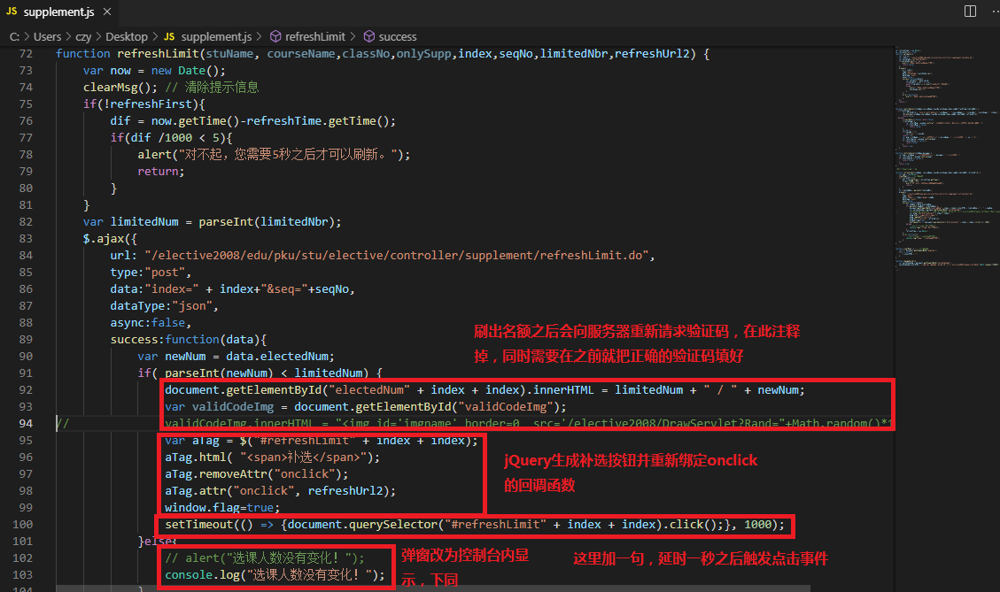 JS supplement.js ×
C: > Users > czy > Desktop > JS supplement.js > refreshLimit > success
72 function refreshLimit(stuName, courseName,classNo,onlySupp,index,seqNo,limitedNbr,refreshUrl2) {
73 var now = new Date();
74 clearMsg(); // 清除提示信息
75 if(!refreshFirst){
76 dif = now.getTime()-refreshTime.getTime();
77 if(dif /1000 < 5){
78 alert("对不起，您需要5秒之后才可以刷新。");
79 return;
80 }
81 }
82 var limitedNum = parseInt(limitedNbr);
83 $.ajax({
84 url: "/elective2008/edu/pku/stu/elective/controller/supplement/refreshLimit.do",
85 type:"post",
86 data:"index=" + index+"&seq="+seqNo,
87 dataType:"json",
88 async:false,
89 success:function(data){
刷出名额之后会向服务器重新请求验证码，在此注释
掉，同时需要在之前就把正确的验证码填好
90 var newNum = data.electedNum;
91 if( parseInt(newNum) < limitedNum) {
92 document.getElementById("electedNum" + index + index).innerHTML = limitedNum + " / " + newNum;
93 var validCodeImg = document.getElementById("validCodeImg");
94 // validCodeImg.innerHTML = "<img id='imgname' border=0 src='/elective2008/DrawServlet?Rand="+Math.random()*
95 var aTag = $("#refreshLimit" + index + index);
96 aTag.html( "<span>补选</span>");
97 aTag.removeAttr("onclick");
98 aTag.attr("onclick", refreshUrl2);
99 window.flag=true;
jQuery生成补选按钮并重新绑定onclick
的回调函数
100 setTimeout(() => {document.querySelector("#refreshLimit" + index + index).click();}, 1000);
101 }else{
102 // alert("选课人数没有变化！");
103 console.log("选课人数没有变化！");
弹窗改为控制台内显
示，下同
这里加一句，延时一秒之后触发点击事件
104 }